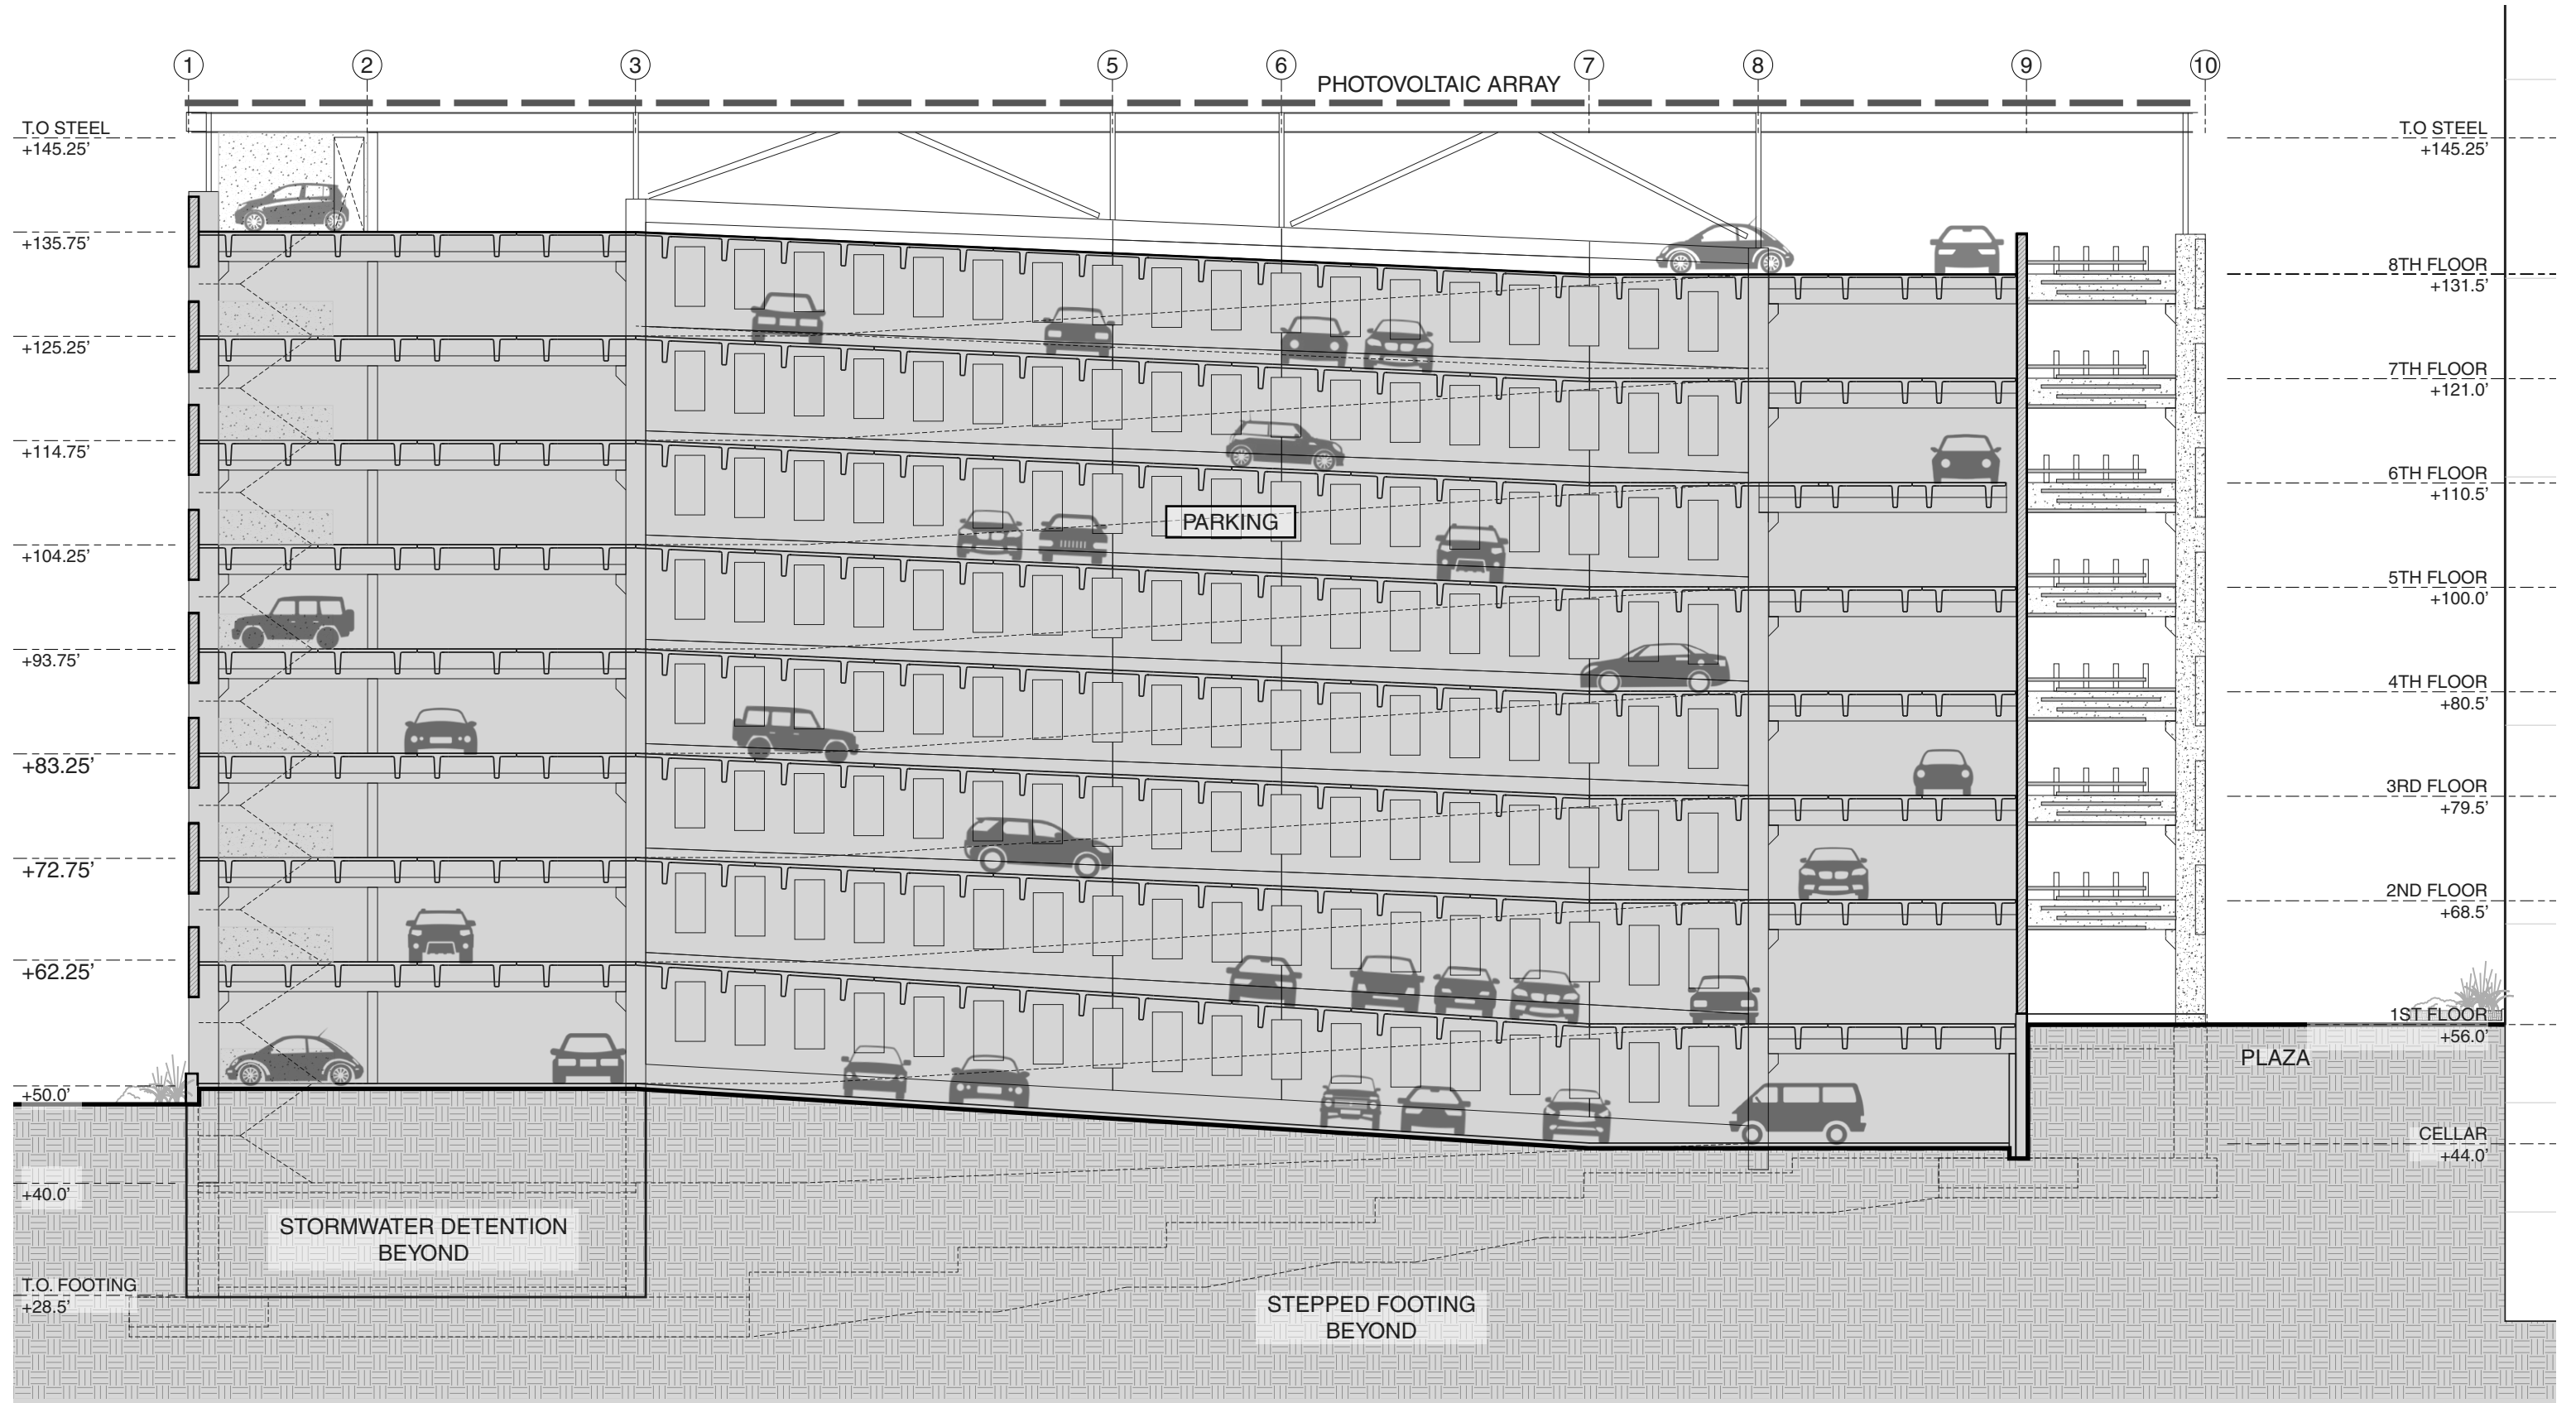 1
2
3
5
6
7
8
9
10
PHOTOVOLTAIC ARRAY
T.O STEEL
+145.25’
+135.75’
+125.25’
+114.75’
+104.25’
+93.75’
+83.25’
+72.75’
+62.25’
+50.0’
+40.0’
T.O. FOOTING
+28.5’
PARKING
STORMWATER DETENTION
BEYOND
STEPPED FOOTING
BEYOND
T.O STEEL
+145.25’
8TH FLOOR
+131.5’
7TH FLOOR
+121.0’
6TH FLOOR
+110.5’
5TH FLOOR
+100.0’
4TH FLOOR
+80.5’
3RD FLOOR
+79.5’
2ND FLOOR
+68.5’
1ST FLOOR
+56.0’
PLAZA
CELLAR
+44.0’